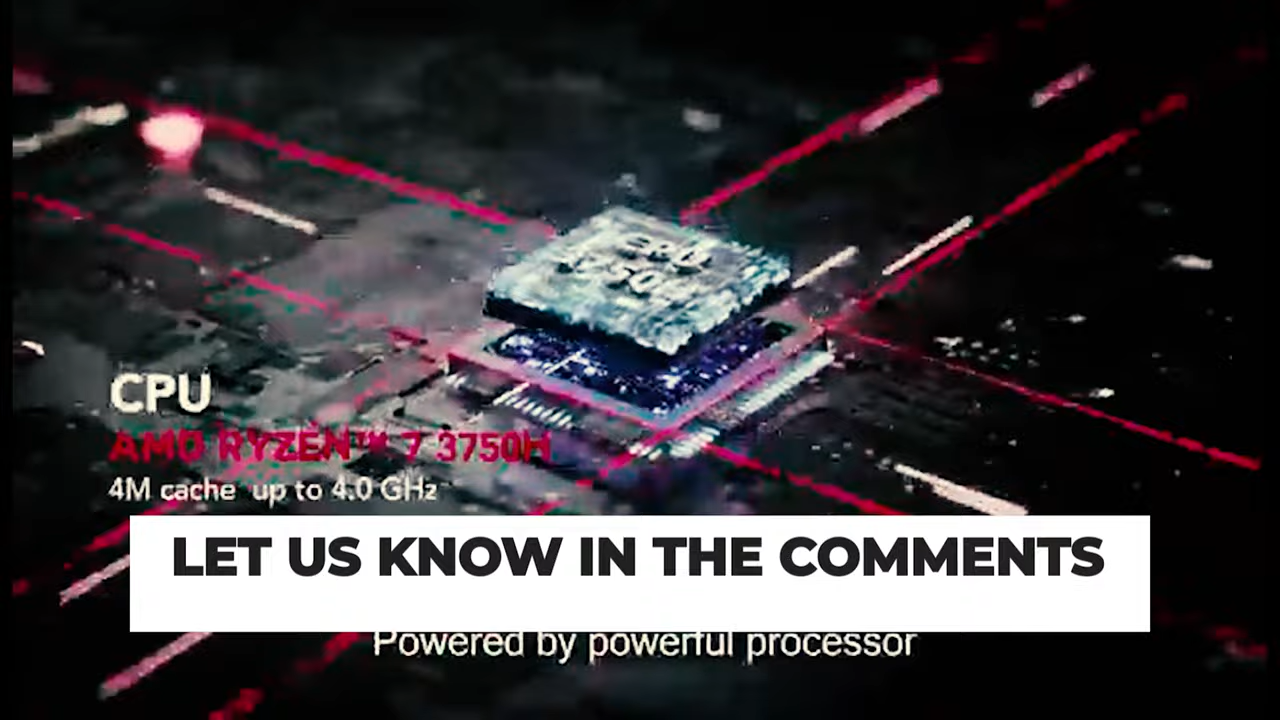 CPU
AMD RYZEN™ 7 3750H
4M cache up to 4.0 GHz
LET US KNOW IN THE COMMENTS
Powered by powerful processor